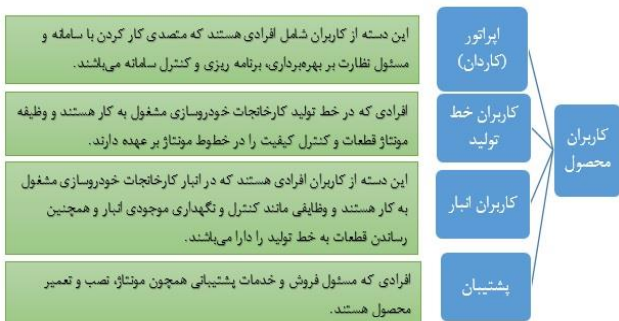 کاربران
محصول
اپراتور
(کاردان)
این دسته از کاربران شامل افرادی هستند که متصدی کار کردن با سامانه و
مسئول نظارت بر بهره‌برداری، برنامه ریزی و کنترل سامانه می‌باشند.
کاربران خط
تولید
افرادی که در خط تولید کارخانجات خودروسازی مشغول به کار هستند و وظیفه
مونتاژ قطعات و کنترل کیفیت را در خطوط مونتاژ بر عهده دارند.
کاربران انبار
این دسته از کاربران افرادی هستند که در انبار کارخانجات خودروسازی مشغول
به کار هستند و وظایفی مانند کنترل و نگهداری موجودی انبار و همچنین
رساندن قطعات به خط تولید را دارا می‌باشند.
پشتیبان
افرادی که مسئول فروش و خدمات پشتیبانی همچون مونتاژ، نصب و تعمیر
محصول هستند.